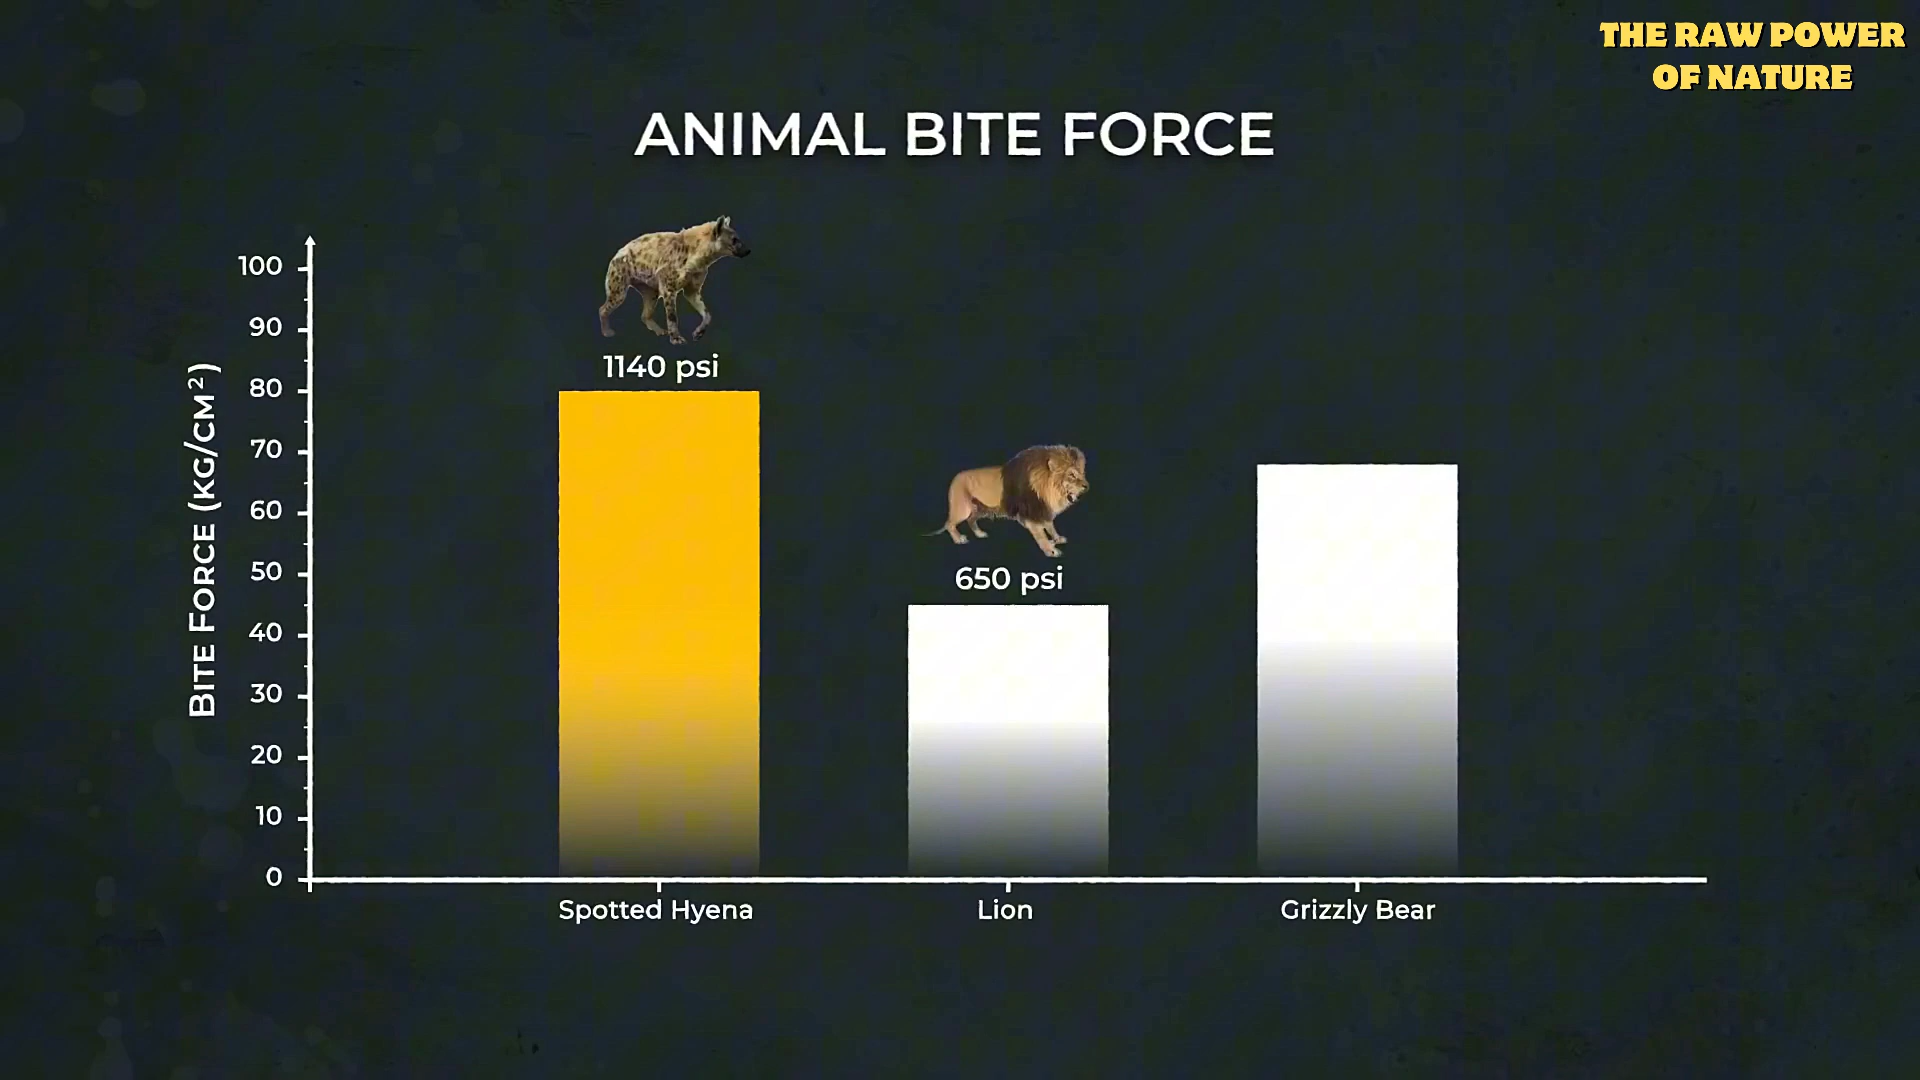 THE RAW POWER
OF NATURE
ANIMAL BITE FORCE
BITE FORCE (KG/CM²)
100
90
80
70
60
50
40
30
20
10
0
1140 psi
650 psi
Spotted Hyena
Lion
Grizzly Bear